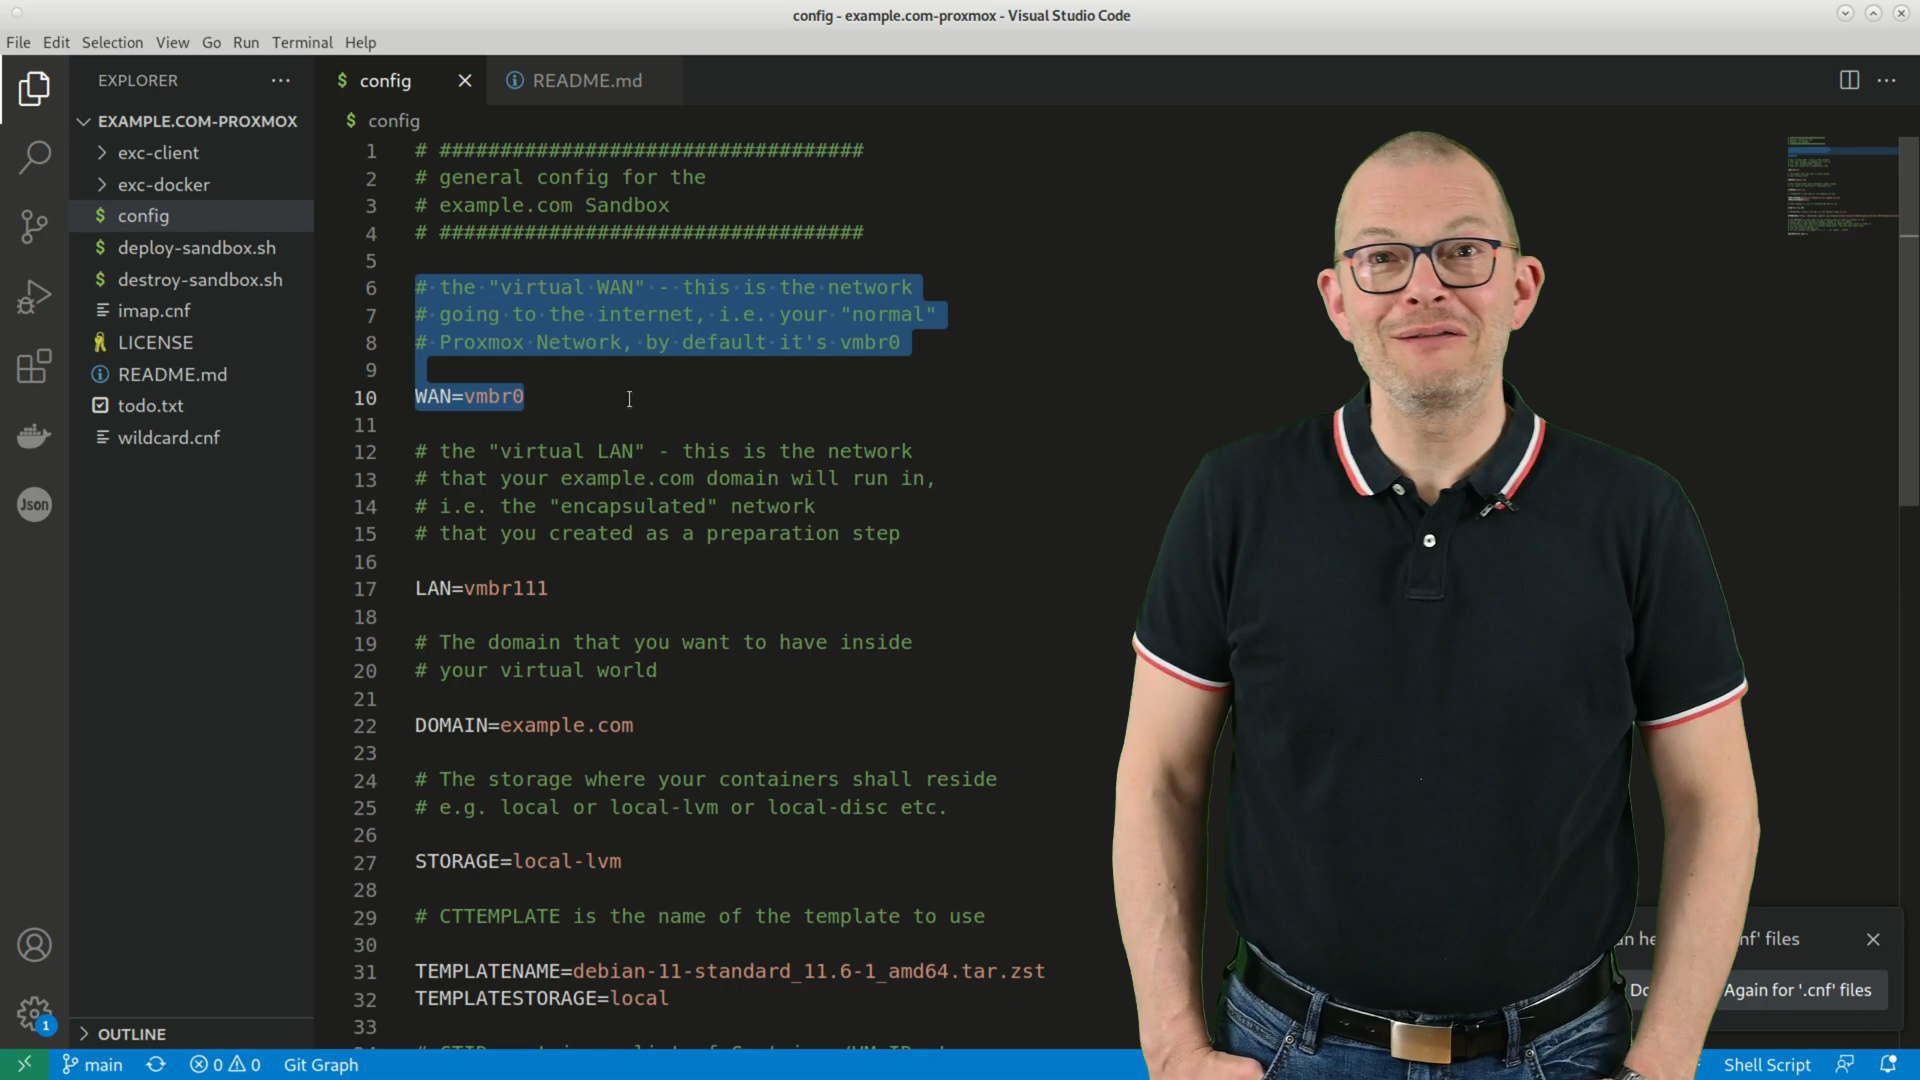 config - example.com-proxmox - Visual Studio Code
File Edit Selection View Go Run Terminal Help
EXPLORER
EXAMPLE.COM-PROXMOX
exc-client
exc-docker
$ config
$ deploy-sandbox.sh
$ destroy-sandbox.sh
imap.cnf
LICENSE
README.md
todo.txt
wildcard.cnf
Json
1
OUTLINE
$ config
README.md
$ config
1 # ###################################
2 # general config for the
3 # example.com Sandbox
4 # ###################################
5
6 # the "virtual WAN" - this is the network
7 # going to the internet, i.e. your "normal"
8 # Proxmox Network, by default it's vmbr0
9
10 WAN=vmbr0
11
12 # the "virtual LAN" - this is the network
13 # that your example.com domain will run in,
14 # i.e. the "encapsulated" network
15 # that you created as a preparation step
16
17 LAN=vmbr111
18
19 # The domain that you want to have inside
20 # your virtual world
21
22 DOMAIN=example.com
23
24 # The storage where your containers shall reside
25 # e.g. local or local-lvm or local-disc etc.
26
27 STORAGE=local-lvm
28
29 # CTTEMPLATE is the name of the template to use
30
31 TEMPLATENAME=debian-11-standard_11.6-1_amd64.tar.zst
32 TEMPLATESTORAGE=local
33
files
Again for '.cnf' files
main
0 0
Git Graph
Shell Script